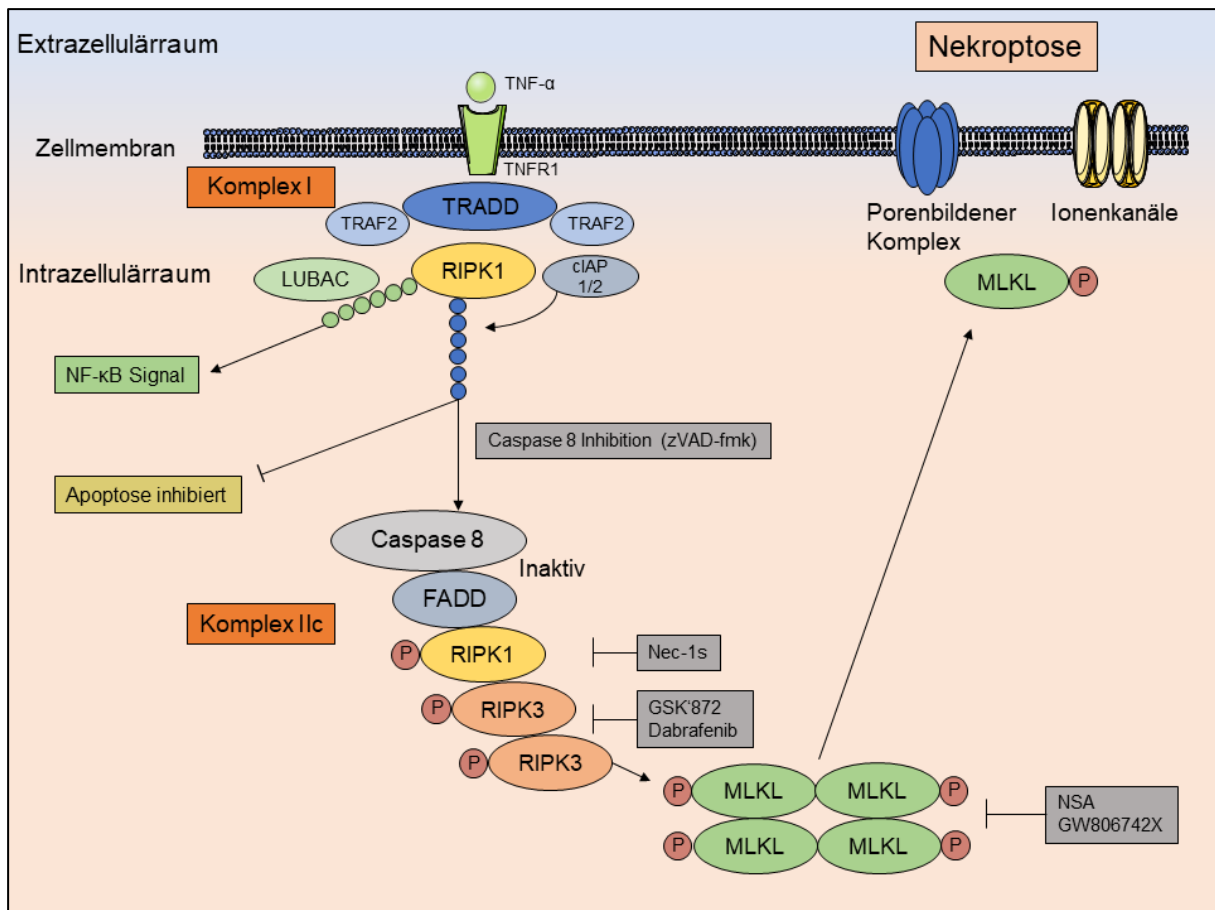 Extrazellulärraum
Nekroptose
TNF-α
Zellmembran
TNFR1
Komplex I
TRADD
TRAF2
TRAF2
Porenbildener
Komplex
Ionenkanäle
Intrazellulärraum
LUBAC
RIPK1
cIAP
1/2
MLKL
P
NF-κB Signal
Caspase 8 Inhibition (zVAD-fmk)
Apoptose inhibiert
Caspase 8
Inaktiv
FADD
Komplex IIc
P
RIPK1
Nec-1s
P
RIPK3
GSK'872
Dabrafenib
P
RIPK3
P
MLKL
MLKL
P
NSA
GW806742X
P
MLKL
MLKL
P